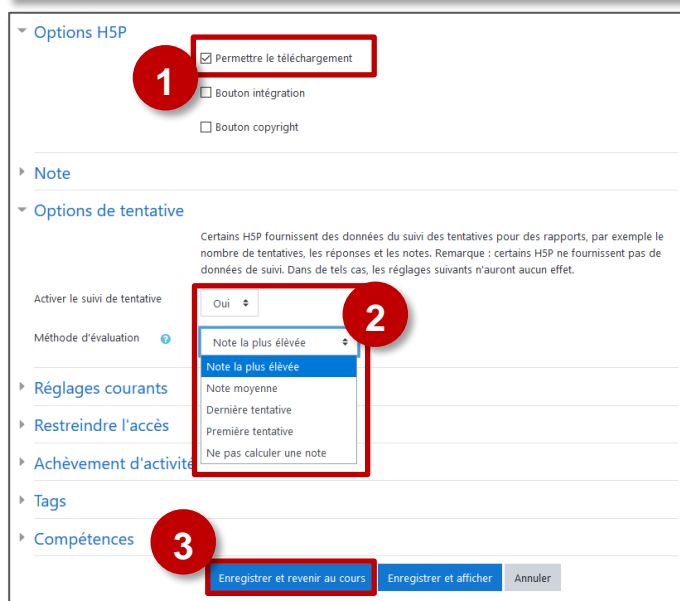 Options H5P
1
Permettre le téléchargement
Bouton intégration
Bouton copyright
Note
Options de tentative
Certains H5P fournissent des données du suivi des tentatives pour des rapports, par exemple le
nombre de tentatives, les réponses et les notes. Remarque : certains H5P ne fournissent pas de
données de suivi. Dans de tels cas, les réglages suivants n'auront aucun effet.
Activer le suivi de tentative
Oui
2
Méthode d'évaluation
?
Note la plus élèvée
Note la plus élèvée
Note moyenne
Dernière tentative
Première tentative
Ne pas calculer une note
Réglages courants
Restreindre l'accès
Achèvement d'activité
Tags
Compétences
3
Enregistrer et revenir au cours
Enregistrer et afficher
Annuler